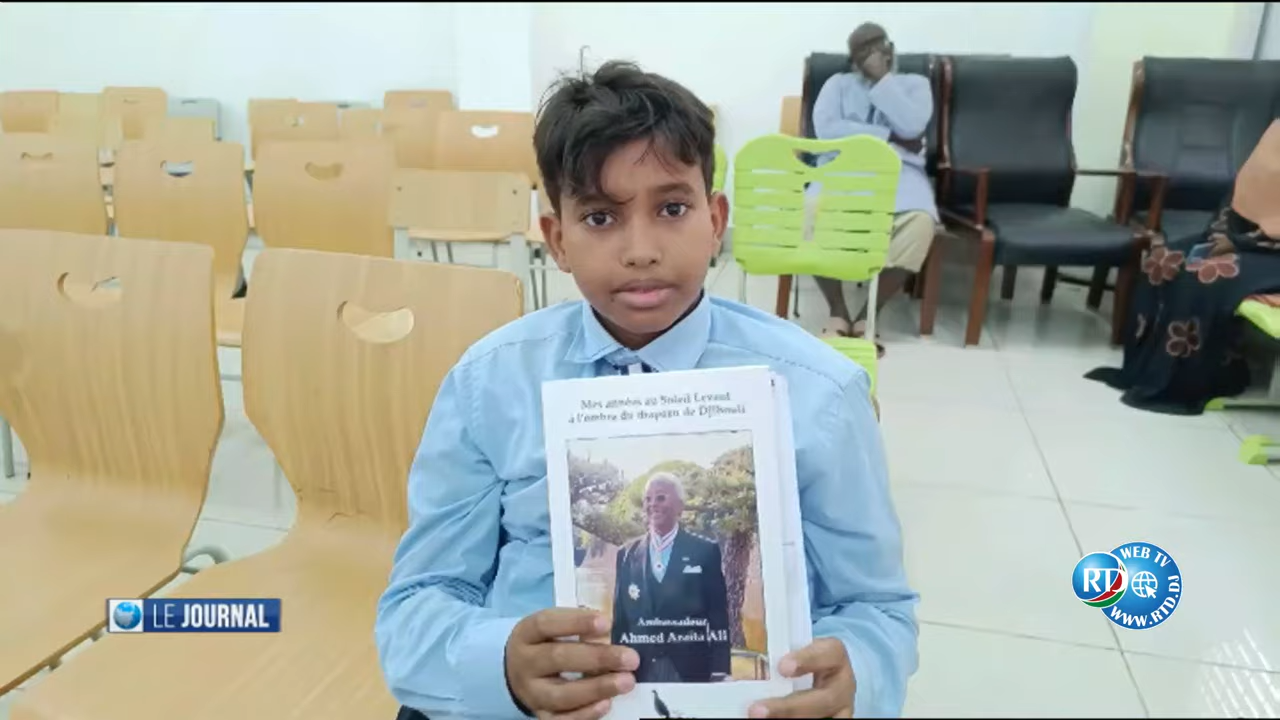 Mes années au Soleil Levant
à l'ombre du drapeau de Djibouti
Ambassadeur
Ahmed Araita Ali
LE JOURNAL
RTD
WEB TV
WWW.RTD.DJ